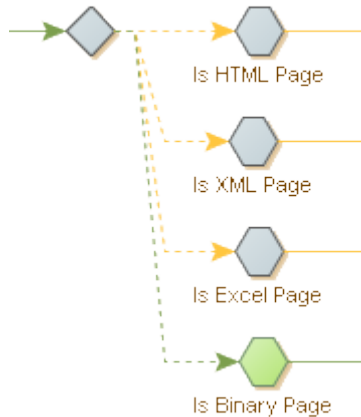 Is HTML Page
Is XML Page
Is Excel Page
Is Binary Page